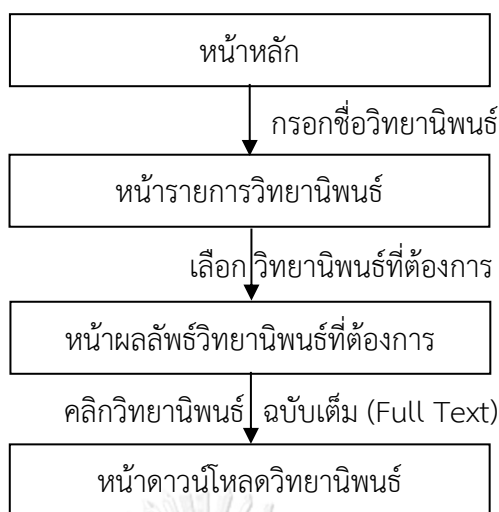 หน้าหลัก
กรอกชื่อวิทยานิพนธ์
หน้ารายการวิทยานิพนธ์
เลือกวิทยานิพนธ์ที่ต้องการ
หน้าผลลัพธ์วิทยานิพนธ์ที่ต้องการ
คลิกวิทยานิพนธ์ ฉบับเต็ม (Full Text)
หน้าดาวน์โหลดวิทยานิพนธ์